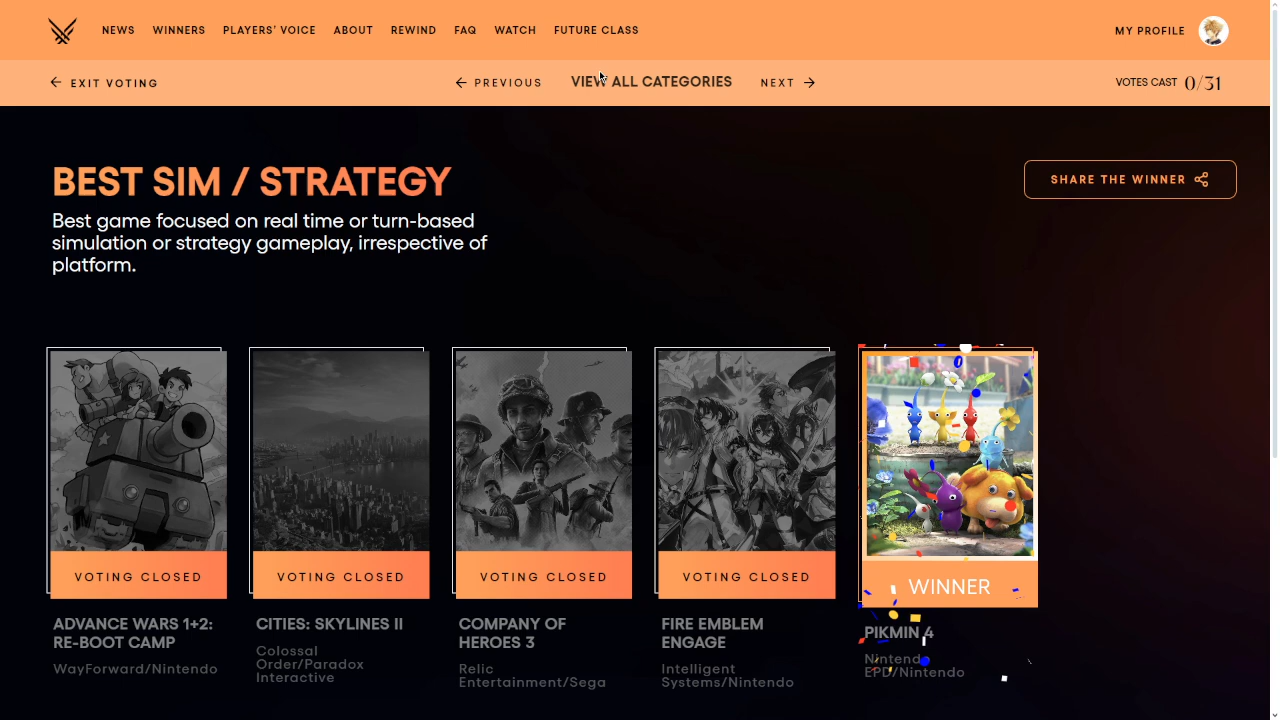 NEWS WINNERS PLAYERS' VOICE ABOUT REWIND FAQ WATCH FUTURE CLASS MY PROFILE
EXIT VOTING PREVIOUS VIEW ALL CATEGORIES NEXT VOTES CAST 0/31
BEST SIM / STRATEGY
SHARE THE WINNER
Best game focused on real time or turn-based
simulation or strategy gameplay, irrespective of
platform.
VOTING CLOSED
ADVANCE WARS 1+2:
RE-BOOT CAMP
WayForward/Nintendo
VOTING CLOSED
CITIES: SKYLINES II
Colossal
Order/Paradox
Interactive
VOTING CLOSED
COMPANY OF
HEROES 3
Relic
Entertainment/Sega
VOTING CLOSED
FIRE EMBLEM
ENGAGE
Intelligent
Systems/Nintendo
WINNER
PIKMIN 4
Nintendo
EPD/Nintendo